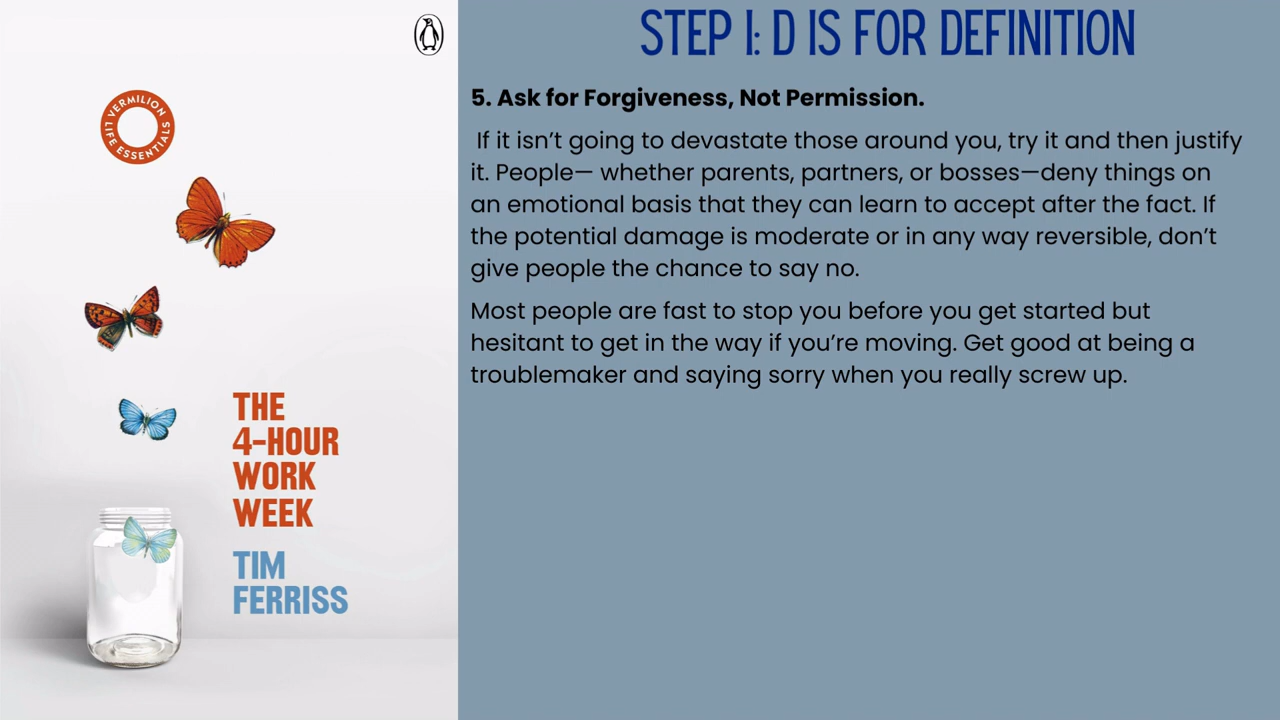 VERMILION
LIFE ESSENTIALS
THE
4-HOUR
WORK
WEEK
TIM
FERRISS
STEP I: D IS FOR DEFINITION
5. Ask for Forgiveness, Not Permission.
If it isn’t going to devastate those around you, try it and then justify
it. People— whether parents, partners, or bosses—deny things on
an emotional basis that they can learn to accept after the fact. If
the potential damage is moderate or in any way reversible, don’t
give people the chance to say no.
Most people are fast to stop you before you get started but
hesitant to get in the way if you’re moving. Get good at being a
troublemaker and saying sorry when you really screw up.